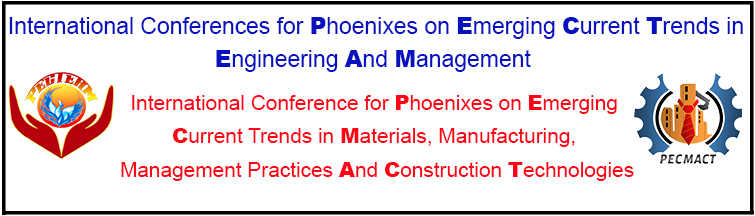 International Conferences for Phoenixes on Emerging Current Trends in
Engineering And Management
PECTEAM
International Conference for Phoenixes on Emerging
Current Trends in Materials, Manufacturing,
Management Practices And Construction Technologies
PECMACT